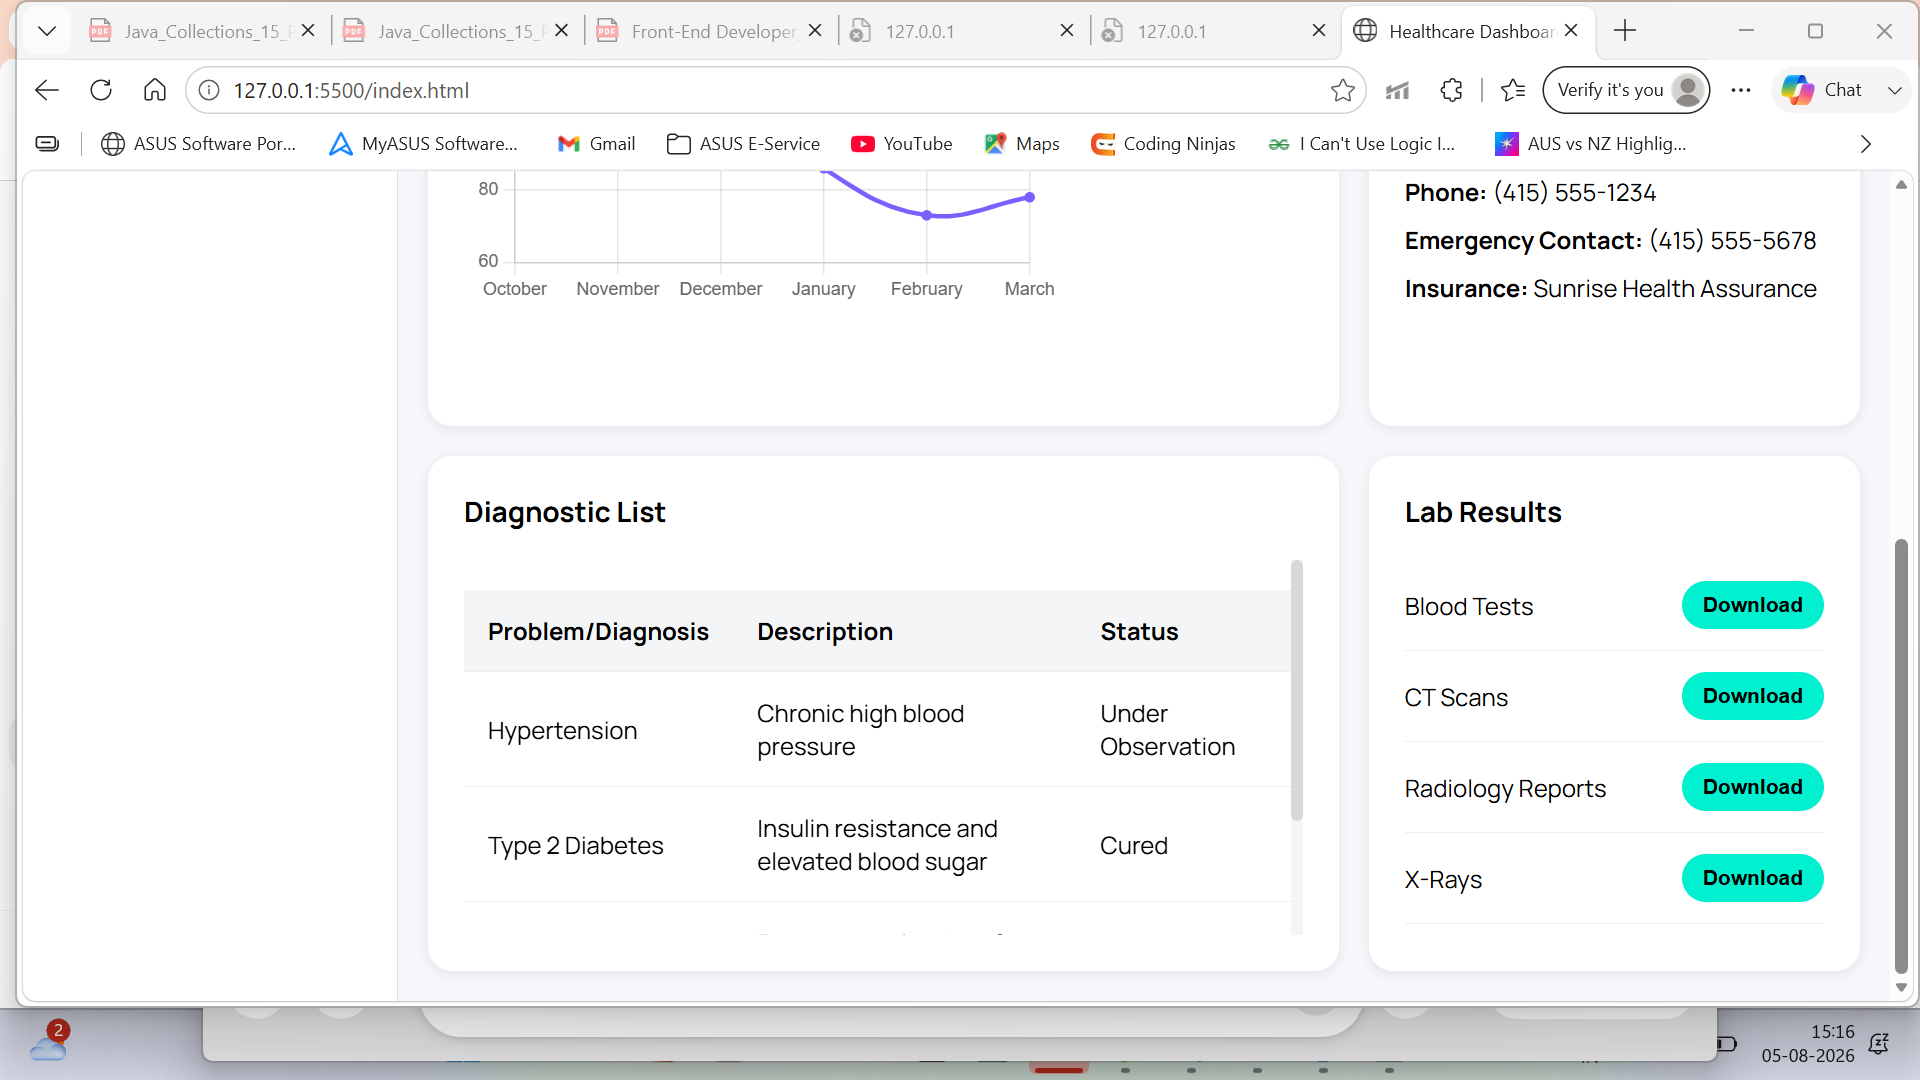 Java_Collections_15_
Java_Collections_15_
Front-End Developer
127.0.0.1
127.0.0.1
Healthcare Dashboar
127.0.0.1:5500/index.html
Verify it's you
Chat
ASUS Software Por...
MyASUS Software...
Gmail
ASUS E-Service
YouTube
Maps
Coding Ninjas
I Can't Use Logic I...
AUS vs NZ Highlig...
80
60
October November December January February March
Phone: (415) 555-1234
Emergency Contact: (415) 555-5678
Insurance: Sunrise Health Assurance
Diagnostic List
Problem/Diagnosis Description Status
Hypertension
Chronic high blood
pressure
Under
Observation
Type 2 Diabetes
Insulin resistance and
elevated blood sugar
Cured
Lab Results
Blood Tests Download
CT Scans Download
Radiology Reports Download
X-Rays Download
2
15:16
05-08-2026